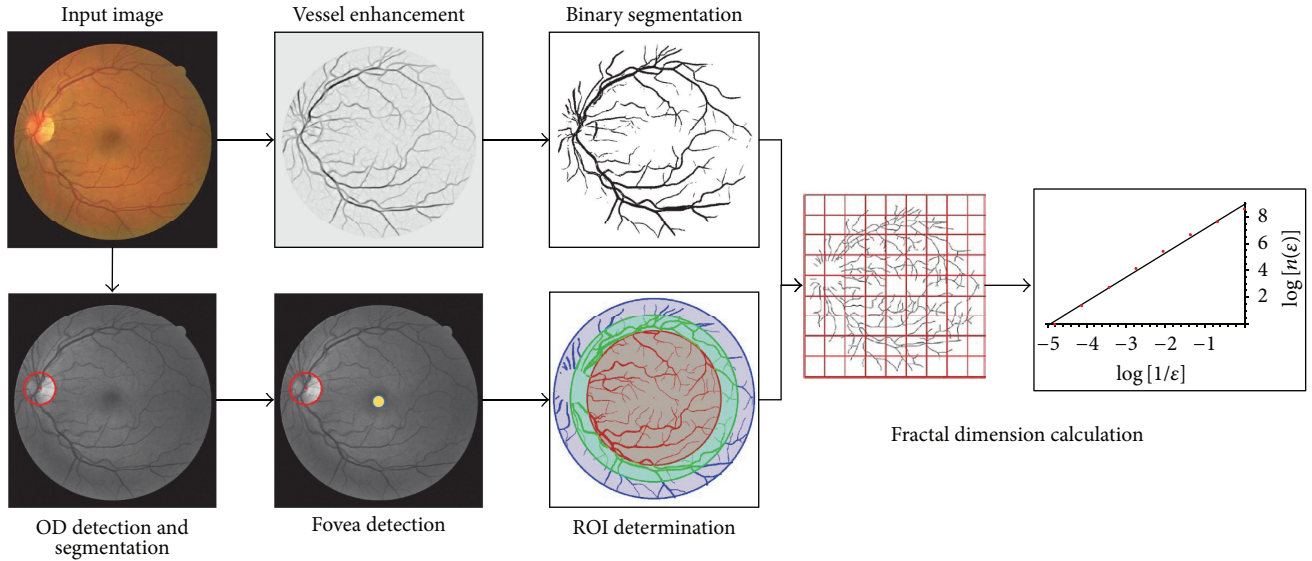 Input image
Vessel enhancement
Binary segmentation
8
6
4
2
log [n(ε)]
−5 −4 −3 −2 −1
log [1/ε]
Fractal dimension calculation
OD detection and
segmentation
Fovea detection
ROI determination